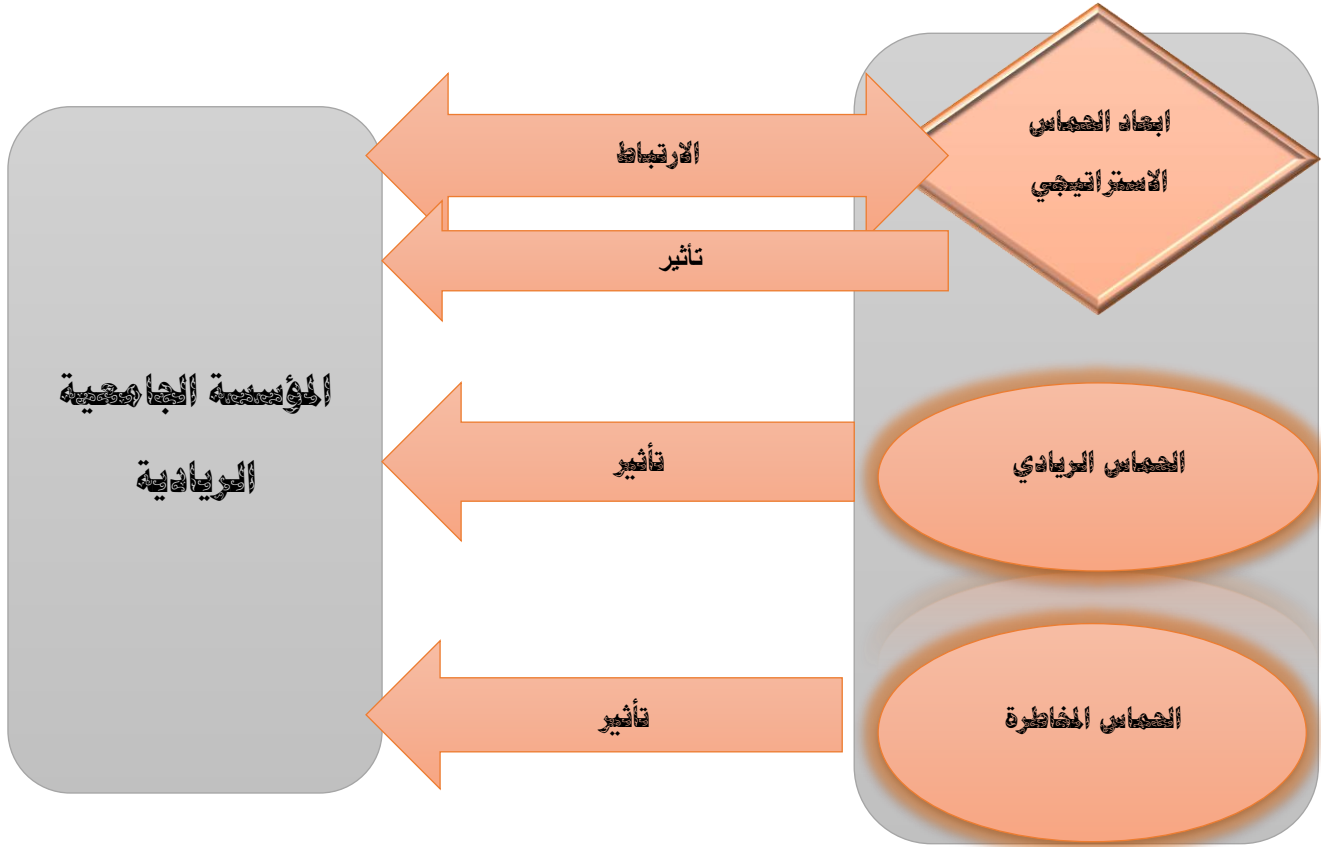 ابعاد الحماس
الاستراتيجي
الارتباط
تأثير
المؤسسة الجامعية
الريادية
الحماس الريادي
تأثير
الحماس المخاطرة
تأثير